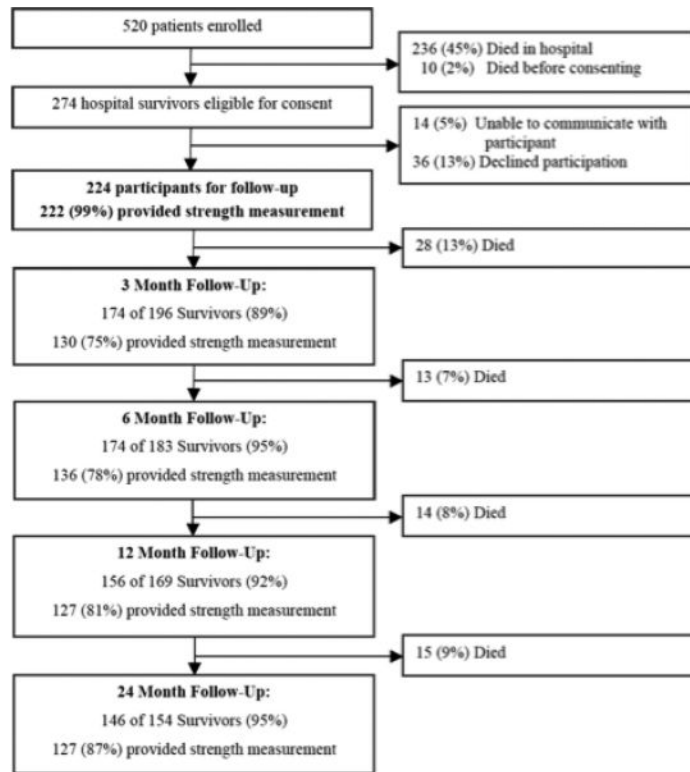 520 patients enrolled
236 (45%) Died in hospital
10 (2%) Died before consenting
274 hospital survivors eligible for consent
14 (5%) Unable to communicate with
participant
36 (13%) Declined participation
224 participants for follow-up
222 (99%) provided strength measurement
28 (13%) Died
3 Month Follow-Up:
174 of 196 Survivors (89%)
130 (75%) provided strength measurement
13 (7%) Died
6 Month Follow-Up:
174 of 183 Survivors (95%)
136 (78%) provided strength measurement
14 (8%) Died
12 Month Follow-Up:
156 of 169 Survivors (92%)
127 (81%) provided strength measurement
15 (9%) Died
24 Month Follow-Up:
146 of 154 Survivors (95%)
127 (87%) provided strength measurement